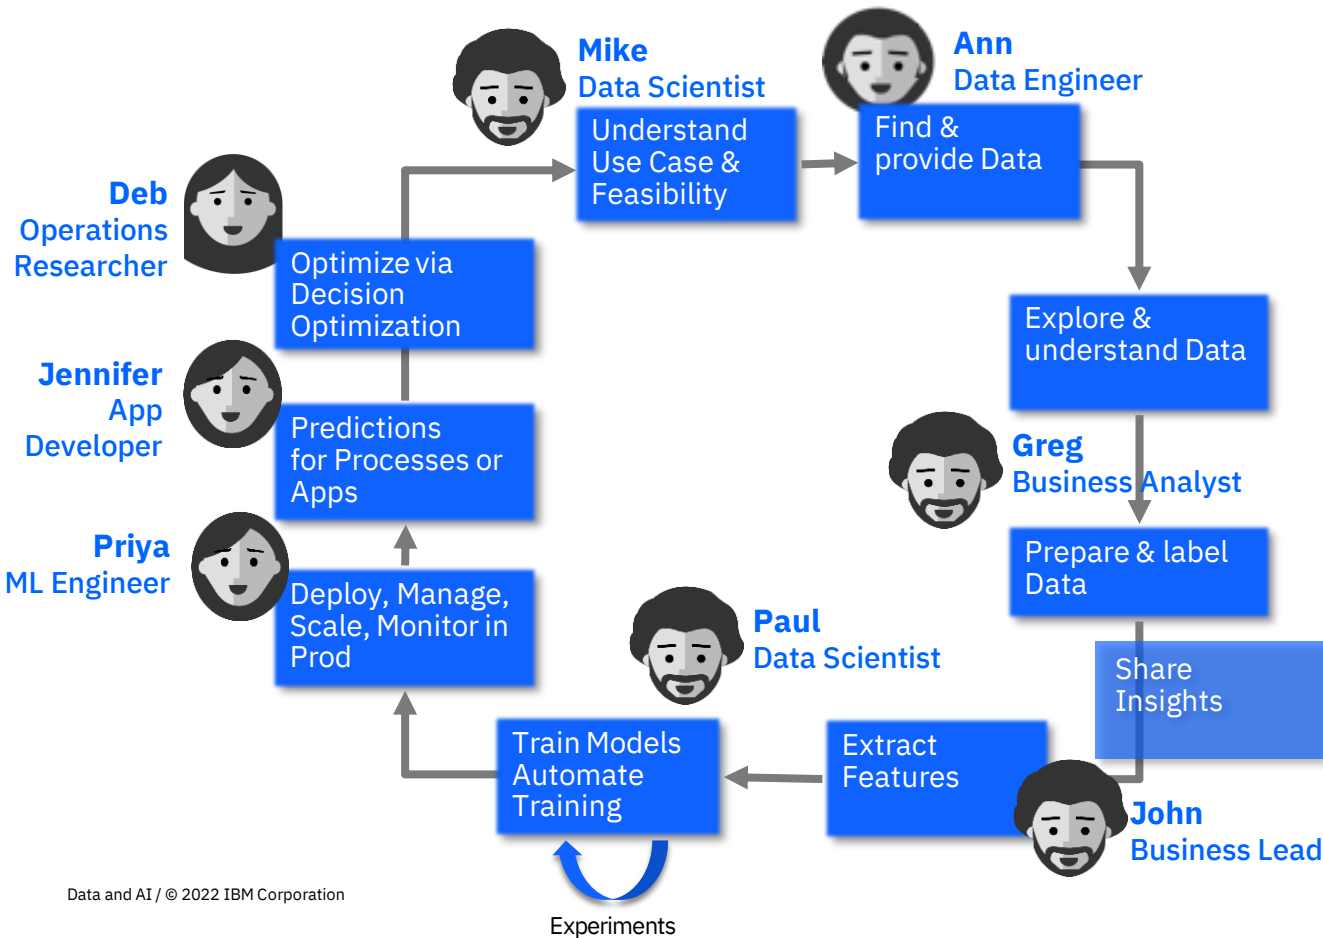 Mike
Data Scientist
Understand
Use Case &
Feasibility
Ann
Data Engineer
Find &
provide Data
Explore &
understand Data
Greg
Business Analyst
Prepare & label
Data
Share
Insights
John
Business Lead
Extract
Features
Paul
Data Scientist
Train Models
Automate
Training
Experiments
Priya
ML Engineer
Deploy, Manage,
Scale, Monitor in
Prod
Jennifer
App
Developer
Predictions
for Processes or
Apps
Deb
Operations
Researcher
Optimize via
Decision
Optimization
Data and AI / © 2022 IBM Corporation